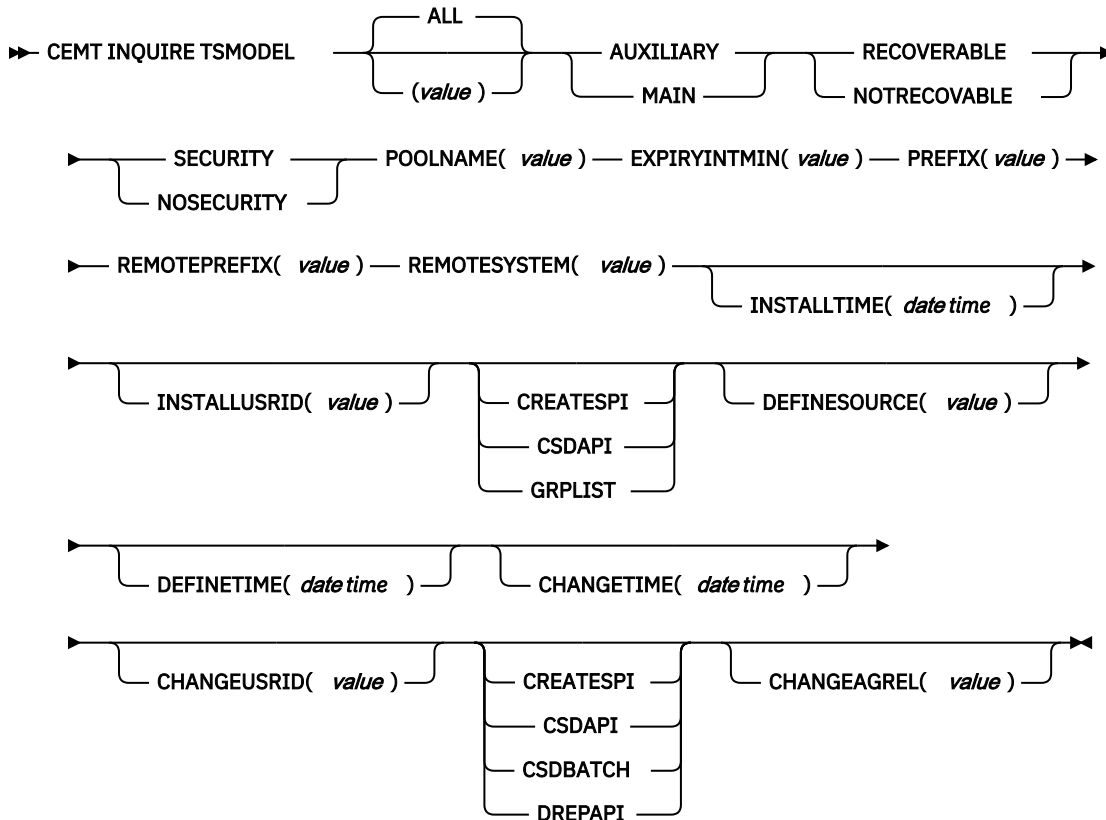 ALL
CEMT INQUIRE TSMODEL AUXILIARY RECOVERABLE
(value)
MAIN NOTRECOVABLE
SECURITY POOLNAME( value ) EXPIRYINTMIN( value ) PREFIX( value )
NOSECURITY
REMOTEPREFIX( value ) REMOTESYSTEM( value )
INSTALLTIME( date time )
INSTALLUSRID( value ) CREATESPI DEFINESOURCE( value )
CSDAPI
GRPLIST
DEFINETIME( date time ) CHANGETIME( date time )
CHANGEUSRID( value ) CREATESPI CHANGEAGREL( value )
CSDAPI
CSDBATCH
DREPAPI